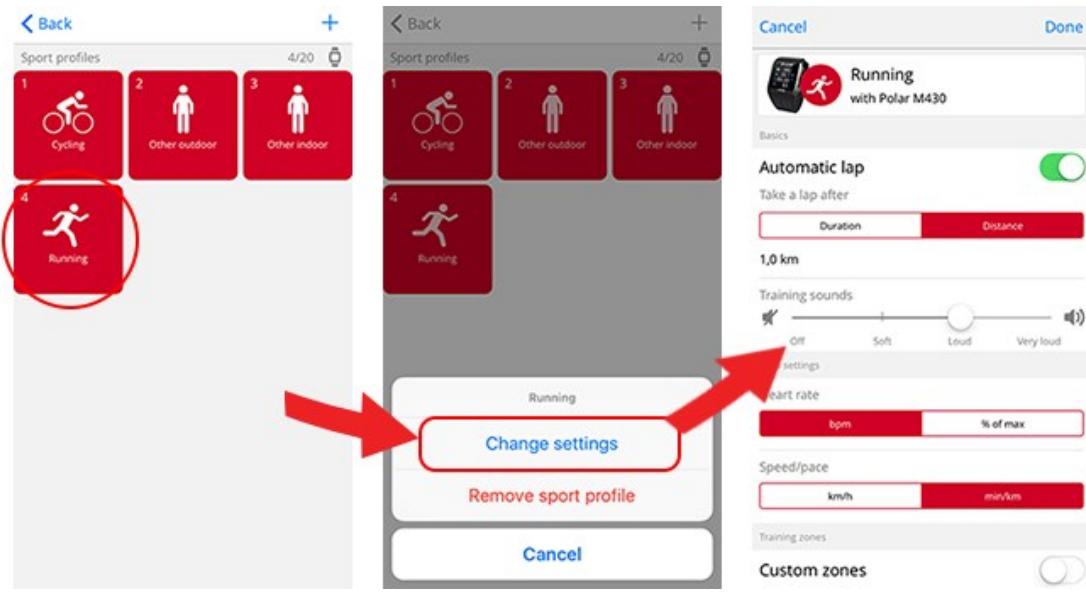 Back +
Sport profiles 4/20
1
Cycling
2
Other outdoor
3
Other indoor
4
Running
Back +
Sport profiles 4/20
1
Cycling
2
Other outdoor
3
Other indoor
4
Running
Running
Change settings
Remove sport profile
Cancel
Cancel Done
Running
with Polar M430
Basics
Automatic lap
Take a lap after
Duration Distance
1,0 km
Training sounds
Off Soft Loud Very loud
settings
eart rate
bpm % of max
Speed/pace
km/h min/km
Training zones
Custom zones